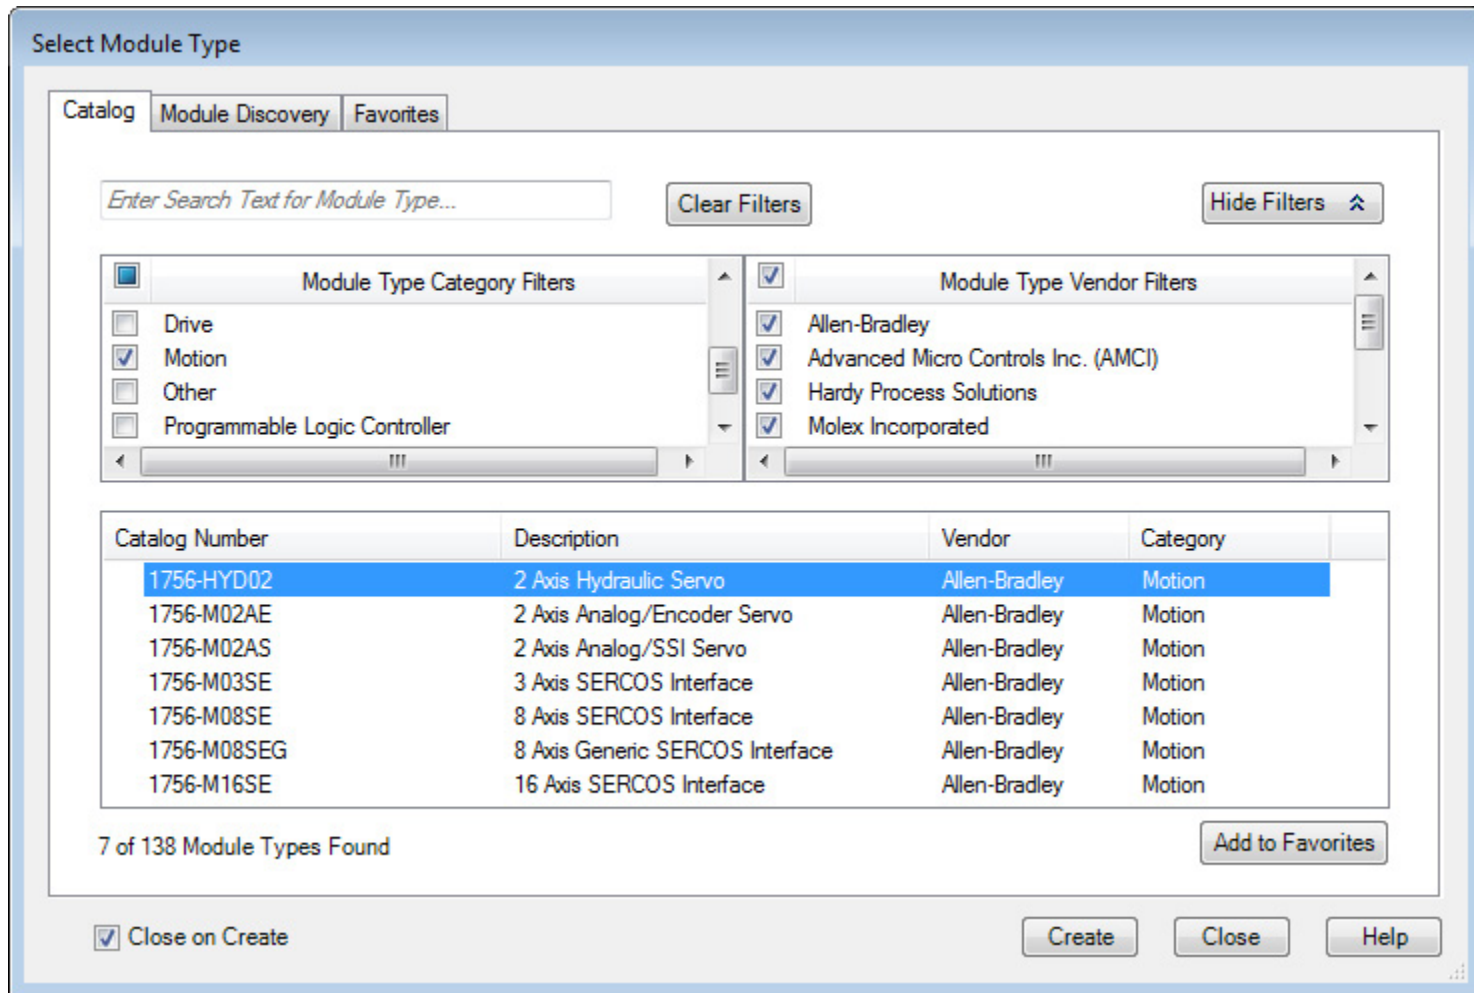 Select Module Type
Catalog Module Discovery Favorites
Enter Search Text for Module Type... Clear Filters Hide Filters
Module Type Category Filters
Drive
Motion
Other
Programmable Logic Controller
Module Type Vendor Filters
Allen-Bradley
Advanced Micro Controls Inc. (AMCI)
Hardy Process Solutions
Molex Incorporated
Catalog Number Description Vendor Category
1756-HYD02 2 Axis Hydraulic Servo Allen-Bradley Motion
1756-M02AE 2 Axis Analog/Encoder Servo Allen-Bradley Motion
1756-M02AS 2 Axis Analog/SSI Servo Allen-Bradley Motion
1756-M03SE 3 Axis SERCOS Interface Allen-Bradley Motion
1756-M08SE 8 Axis SERCOS Interface Allen-Bradley Motion
1756-M08SEG 8 Axis Generic SERCOS Interface Allen-Bradley Motion
1756-M16SE 16 Axis SERCOS Interface Allen-Bradley Motion
7 of 138 Module Types Found Add to Favorites
Close on Create Create Close Help